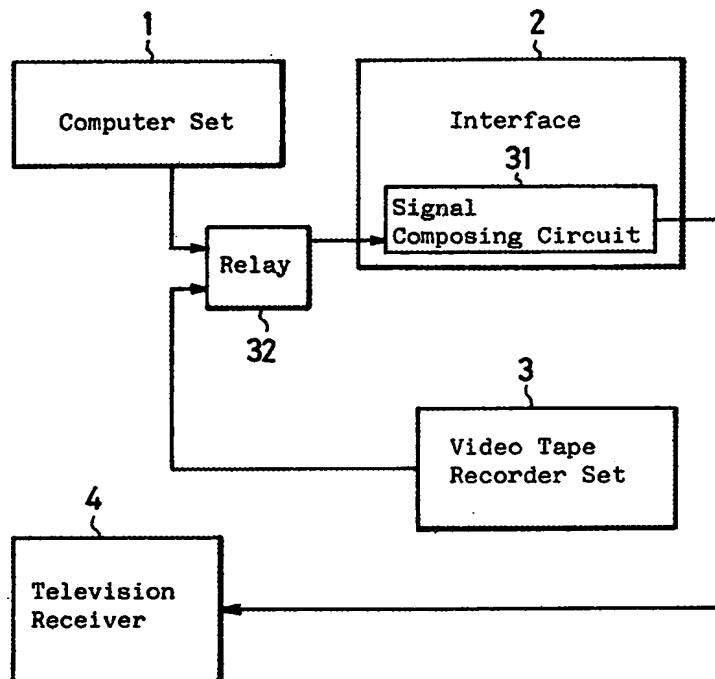 1
Computer Set
2
Interface
31
Signal
Composing Circuit
Relay
32
3
Video Tape
Recorder Set
4
Television
Receiver